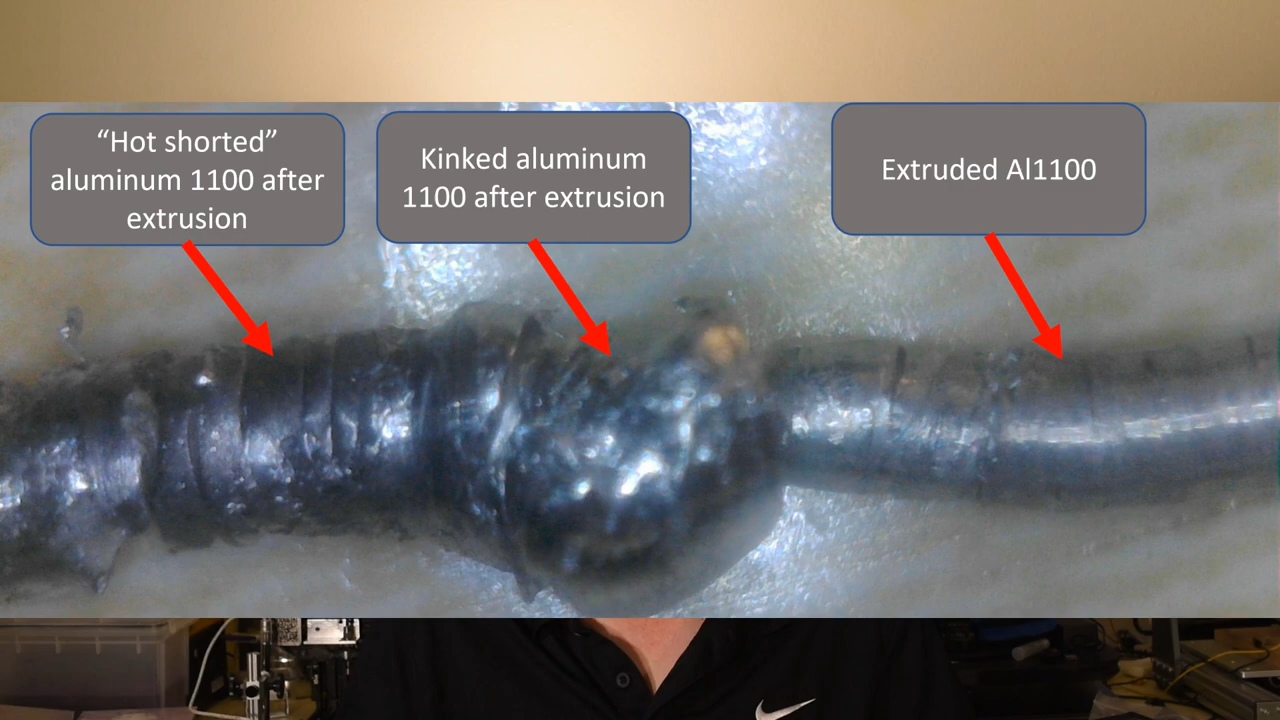 “Hot shorted”
aluminum 1100 after
extrusion
Kinked aluminum
1100 after extrusion
Extruded Al1100